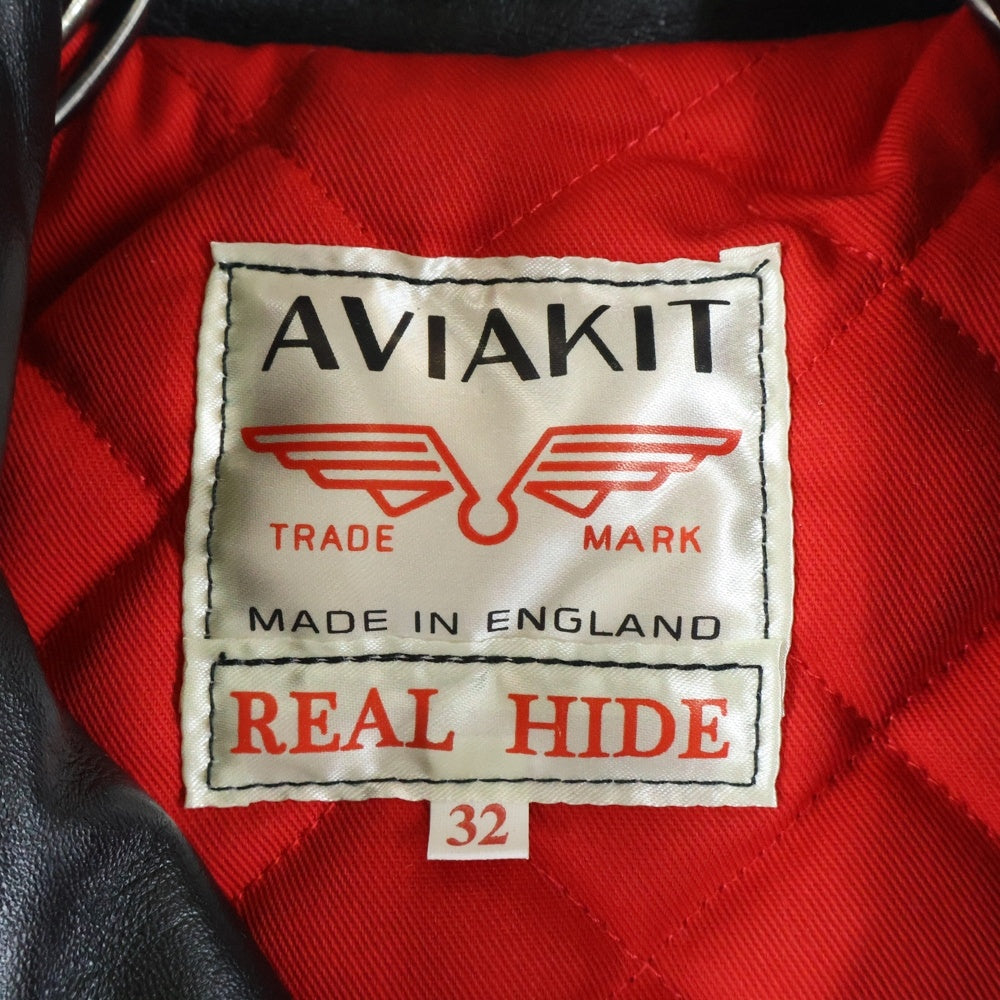 AVIAKIT
TRADE MARK
MADE IN ENGLAND
REAL HIDE
32